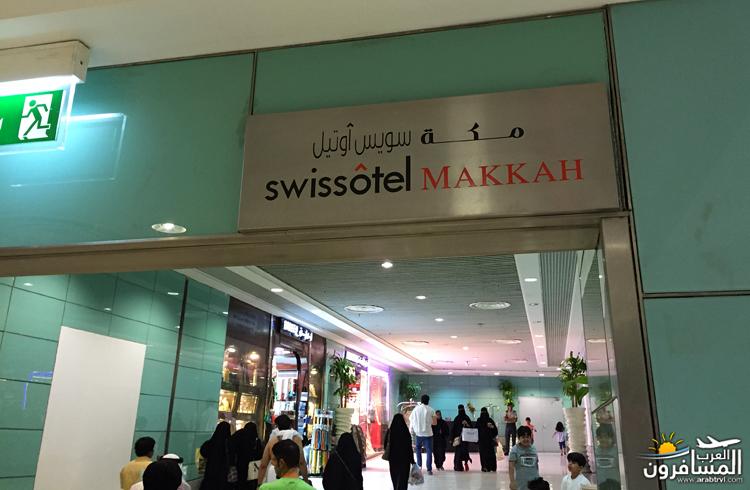 مكة سويس أوتيل
swissôtel MAKKAH
العرب
المسافرون
www.arabtrvl.com